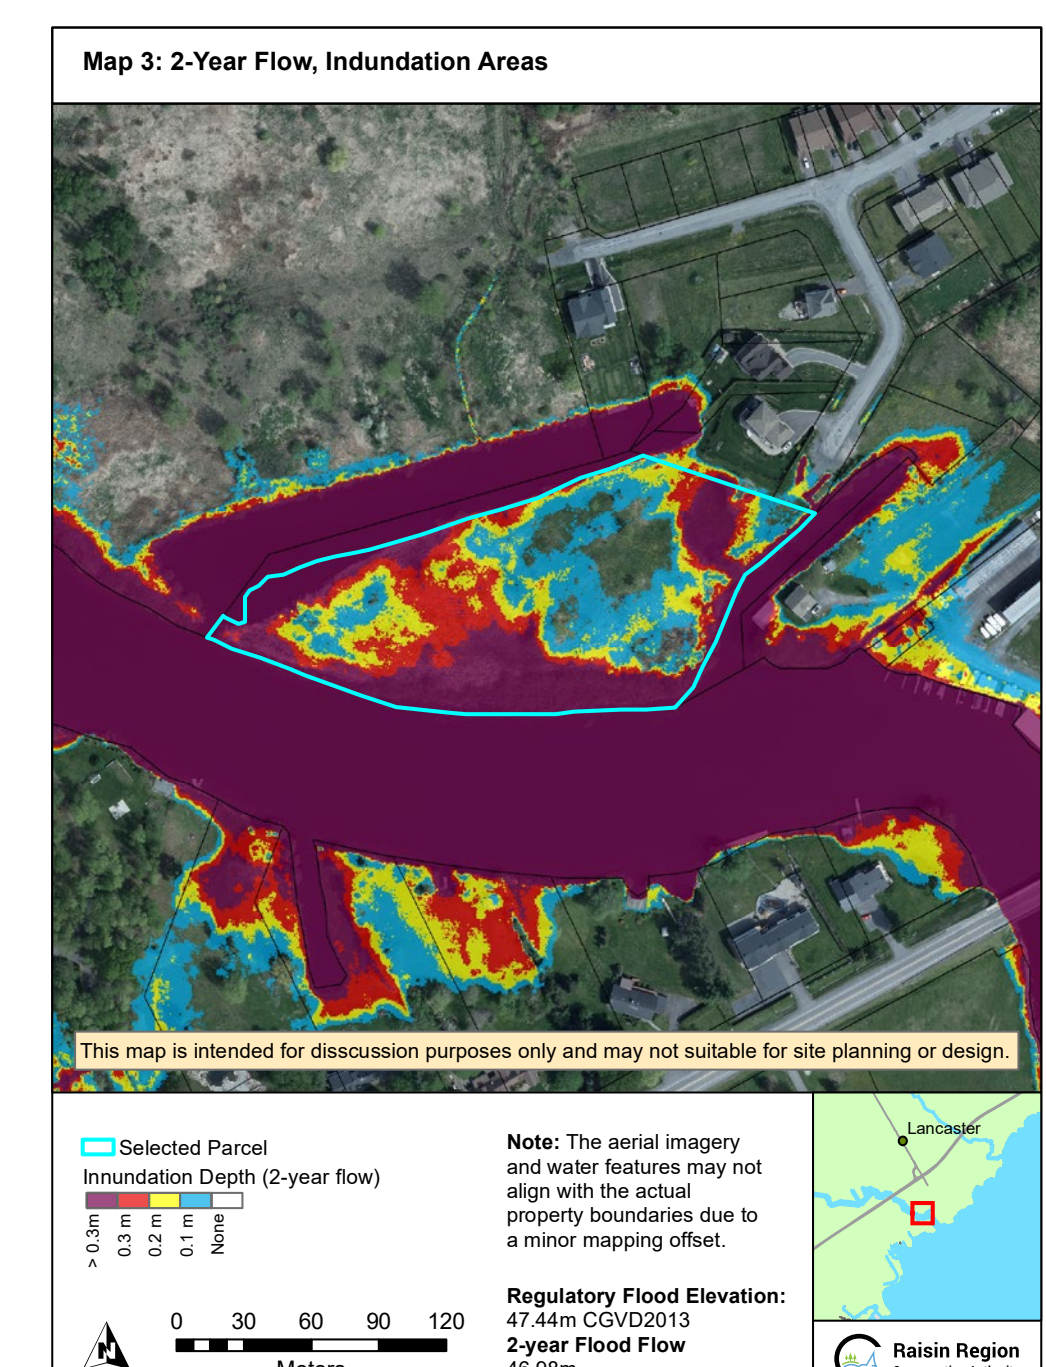 Map 3: 2-Year Flow, Indundation Areas
This map is intended for disscussion purposes only and may not suitable for site planning or design.
Selected Parcel
Innundation Depth (2-year flow)
> 0.3m
0.3 m
0.2 m
0.1 m
None
N
0 30 60 90 120
Meters
Note: The aerial imagery
and water features may not
align with the actual
property boundaries due to
a minor mapping offset.
Regulatory Flood Elevation:
47.44m CGVD2013
2-year Flood Flow
Lancaster
Raisin Region